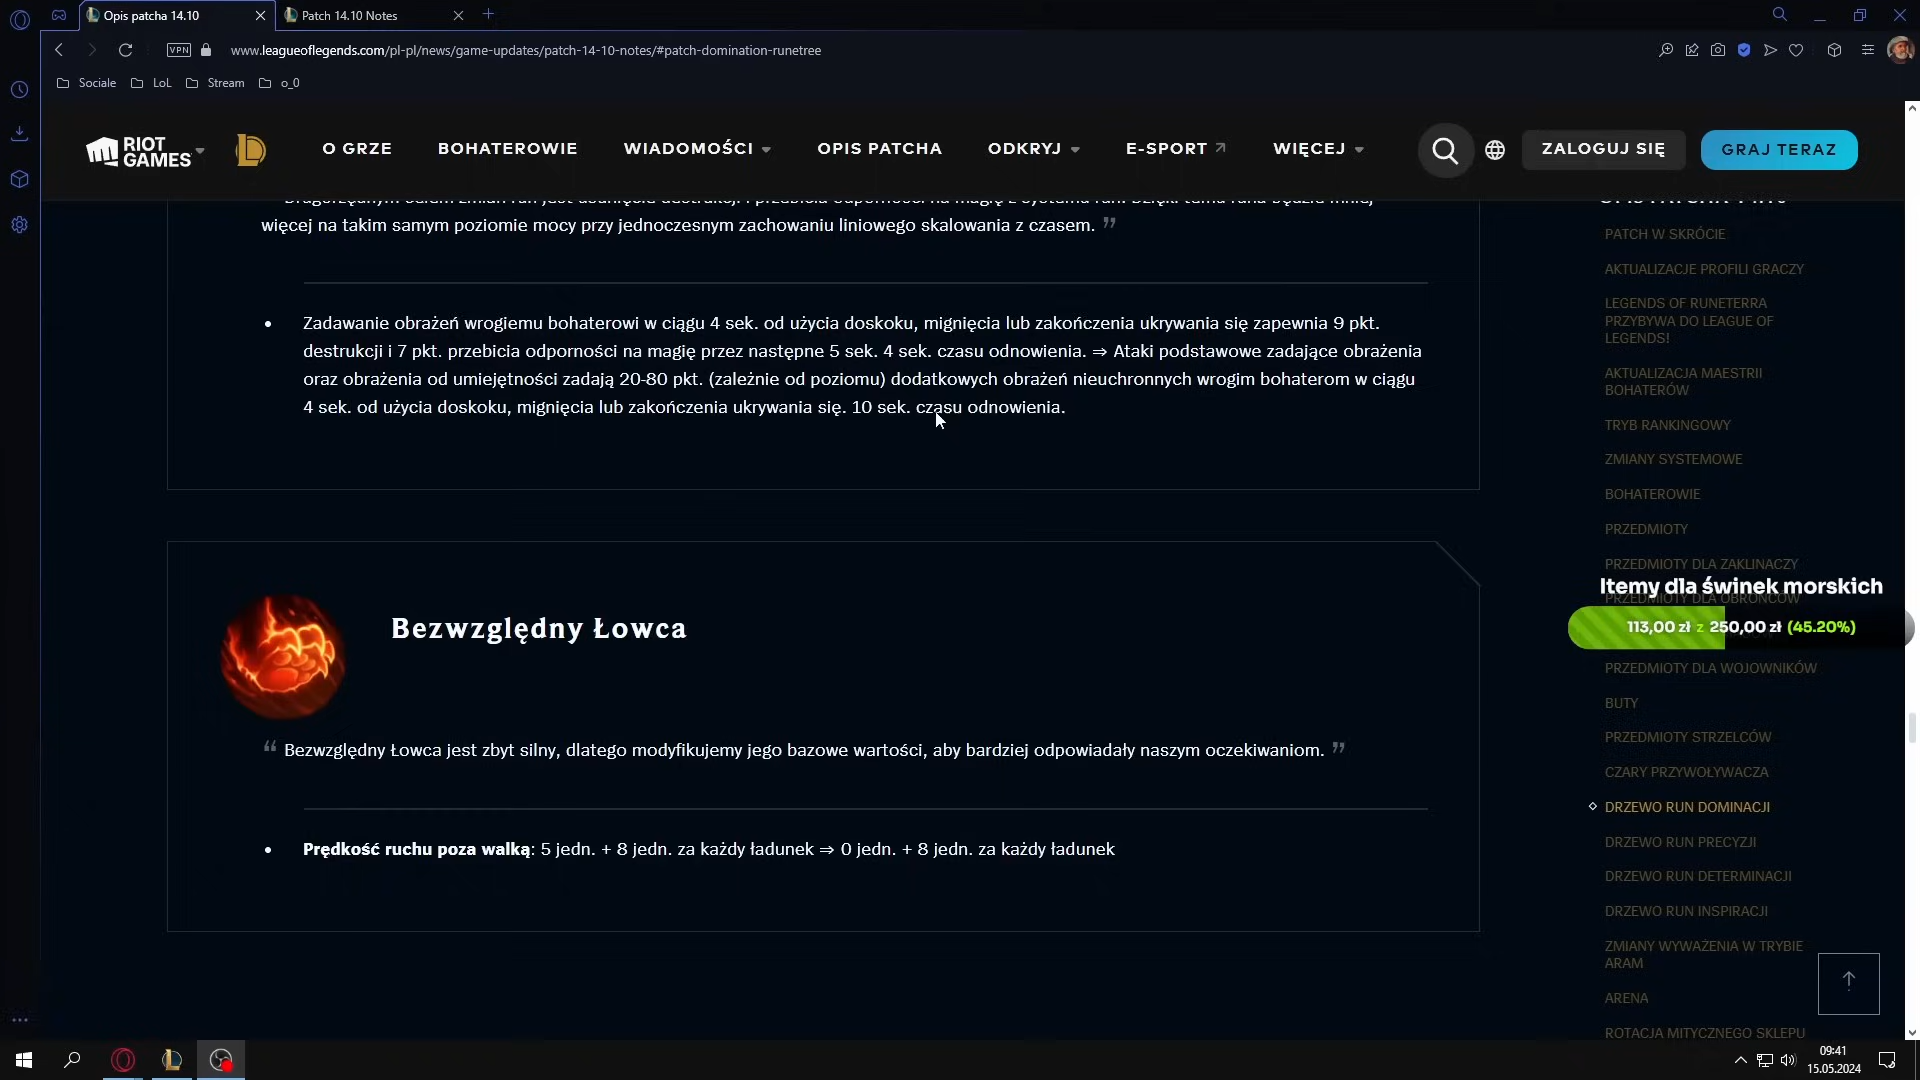 Opis patcha 14.10
Patch 14.10 Notes
VPN
www.leagueoflegends.com/pl-pl/news/game-updates/patch-14-10-notes/#patch-domination-runetree
Sociale
LoL
Stream
o_0
RIOT
GAMES
O GRZE
BOHATEROWIE
WIADOMOŚCI
OPIS PATCHA
ODKRYJ
E-SPORT
WIĘCEJ
ZALOGUJ SIĘ
GRAJ TERAZ
więcej na takim samym poziomie mocy przy jednoczesnym zachowaniu liniowego skalowania z czasem. ”
• Zadawanie obrażeń wrogiemu bohaterowi w ciągu 4 sek. od użycia doskoku, mignięcia lub zakończenia ukrywania się zapewnia 9 pkt.
destrukcji i 7 pkt. przebicia odporności na magię przez następne 5 sek. 4 sek. czasu odnowienia. ⇒ Ataki podstawowe zadające obrażenia
oraz obrażenia od umiejętności zadają 20-80 pkt. (zależnie od poziomu) dodatkowych obrażeń nieuchronnych wrogim bohaterom w ciągu
4 sek. od użycia doskoku, mignięcia lub zakończenia ukrywania się. 10 sek. czasu odnowienia.
Bezwzględny Łowca
“ Bezwzględny Łowca jest zbyt silny, dlatego modyfikujemy jego bazowe wartości, aby bardziej odpowiadały naszym oczekiwaniom. ”
• Prędkość ruchu poza walką: 5 jedn. + 8 jedn. za każdy ładunek ⇒ 0 jedn. + 8 jedn. za każdy ładunek
PATCH W SKRÓCIE
AKTUALIZACJE PROFILI GRACZY
LEGENDS OF RUNETERRA
PRZYBYWA DO LEAGUE OF
LEGENDS!
AKTUALIZACJA MAESTRII
BOHATERÓW
TRYB RANKINGOWY
ZMIANY SYSTEMOWE
BOHATEROWIE
PRZEDMIOTY
PRZEDMIOTY DLA ZAKLINACZY
Itemy dla świnek morskich
PRZEDMIOTY DLA OBROŃCÓW
113,00 zł z 250,00 zł (45.20%)
PRZEDMIOTY DLA WOJOWNIKÓW
BUTY
PRZEDMIOTY STRZELCÓW
CZARY PRZYWOŁYWACZA
DRZEWO RUN DOMINACJI
DRZEWO RUN PRECYZJI
DRZEWO RUN DETERMINACJI
DRZEWO RUN INSPIRACJI
ZMIANY WYWAŻENIA W TRYBIE
ARAM
ARENA
ROTACJA MITYCZNEGO SKLEPU
09:41
15.05.2024